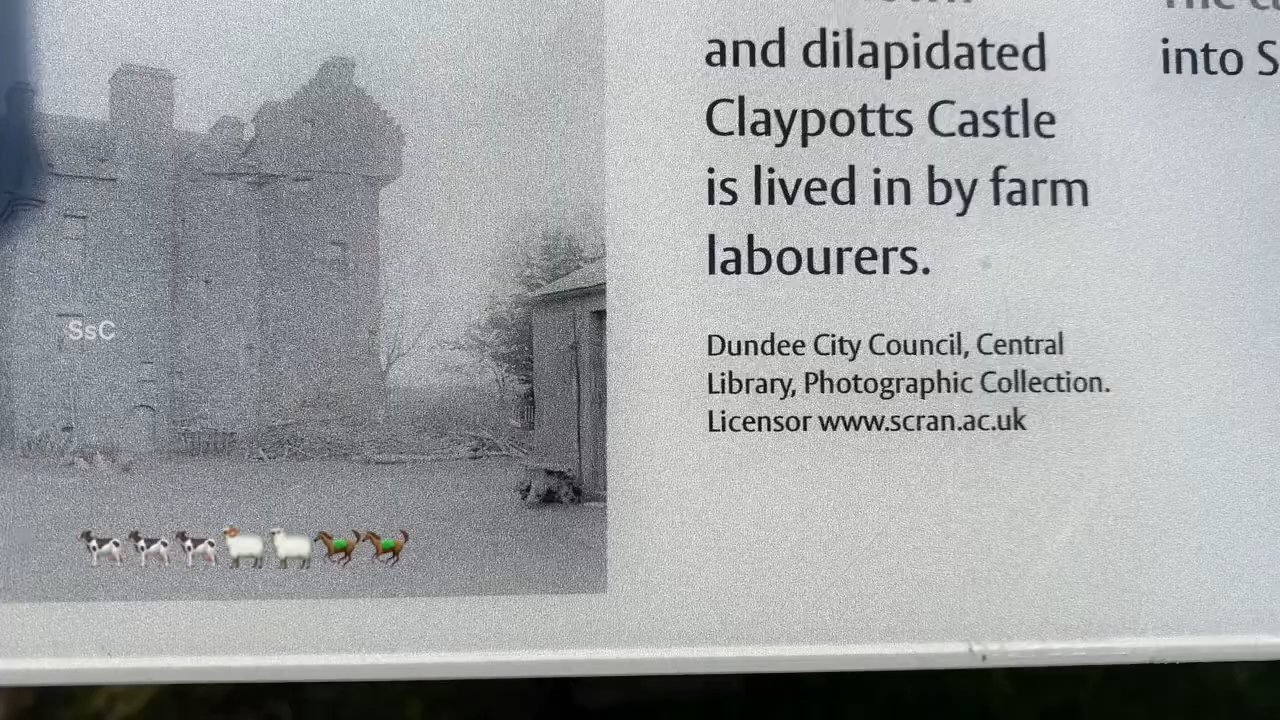 and dilapidated
Claypotts Castle
is lived in by farm
labourers.
Dundee City Council, Central
Library, Photographic Collection.
Licensor www.scran.ac.uk
into S
SsC